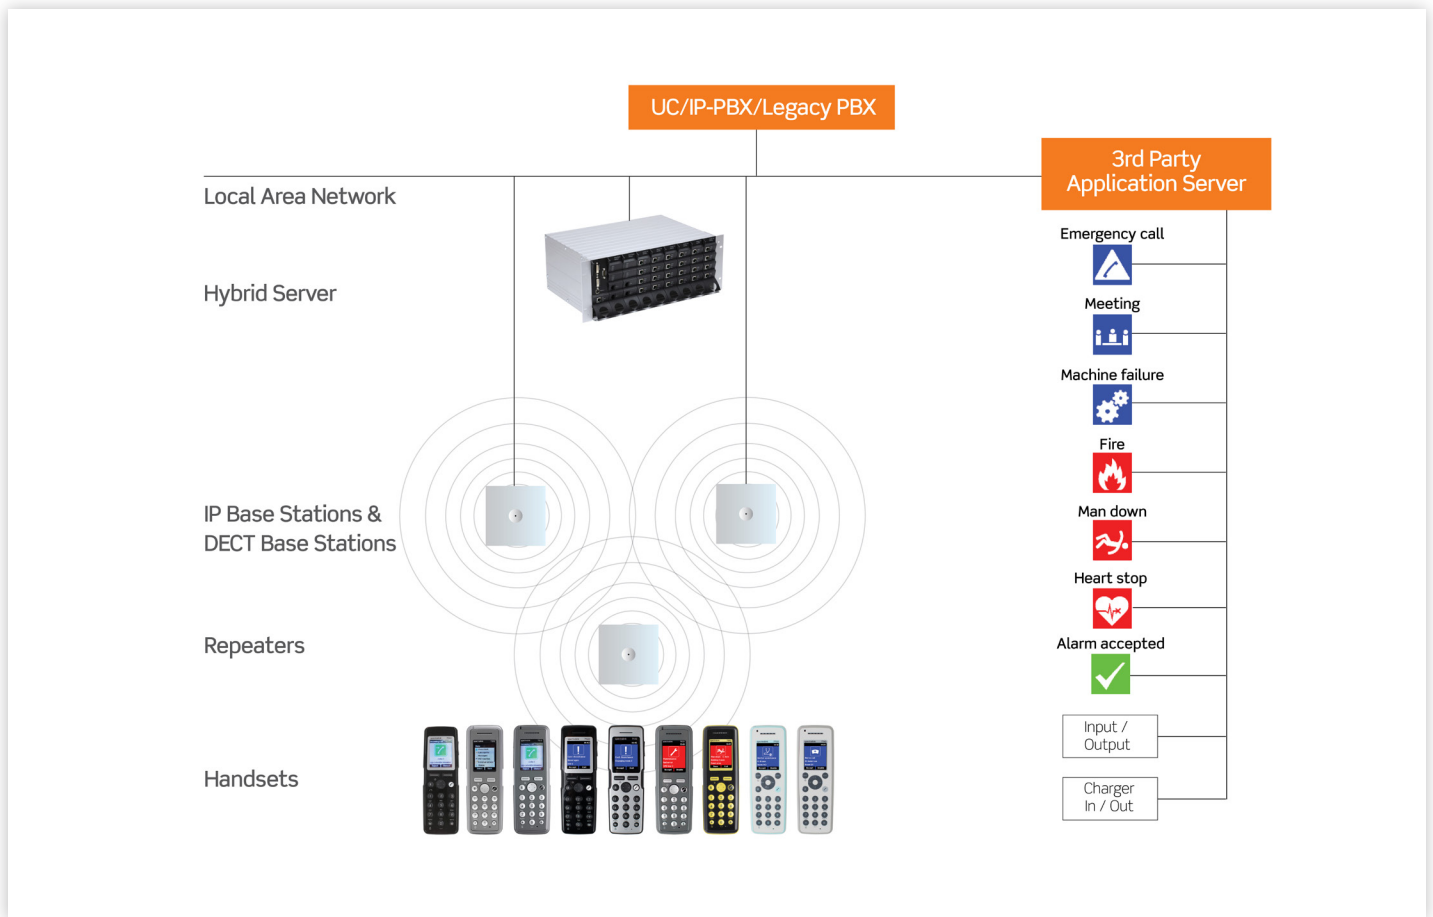 UC/IP-PBX/Legacy PBX
3rd Party
Application Server
Local Area Network
Hybrid Server
IP Base Stations &
DECT Base Stations
Repeaters
Handsets
Emergency call
Meeting
Machine failure
Fire
Man down
Heart stop
Alarm accepted
Input /
Output
Charger
In / Out